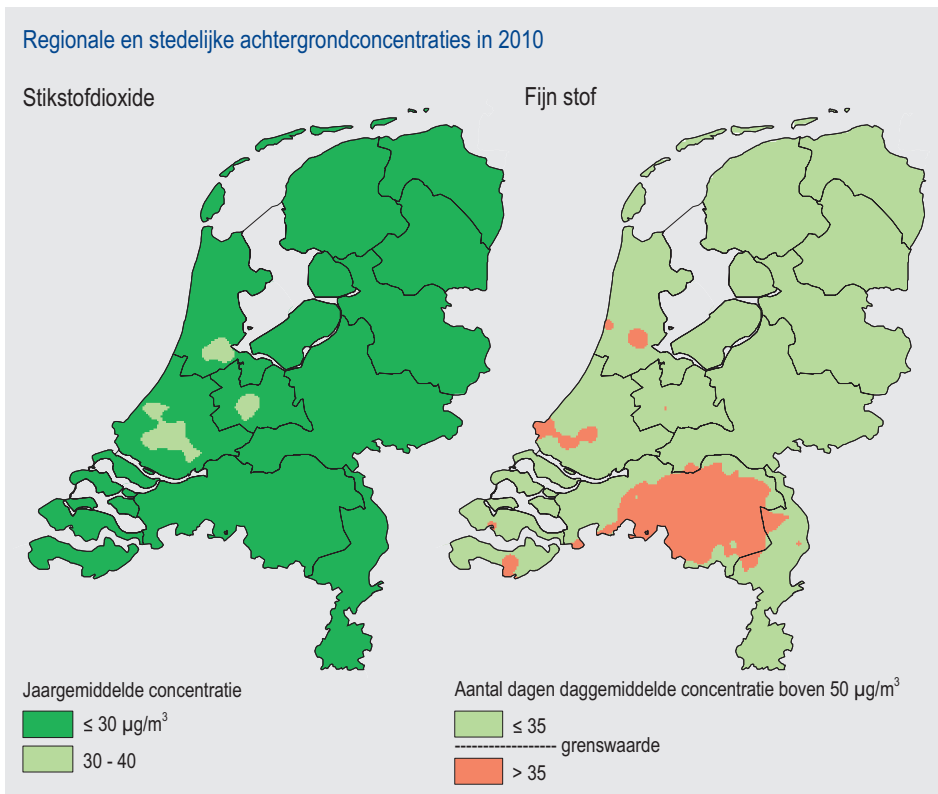 Regionale en stedelijke achtergrondconcentraties in 2010
Stikstofdioxide
Fijn stof
Jaargemiddelde concentratie
≤ 30 µg/m³
30 - 40
Aantal dagen daggemiddelde concentratie boven 50 µg/m³
≤ 35
grenswaarde
> 35